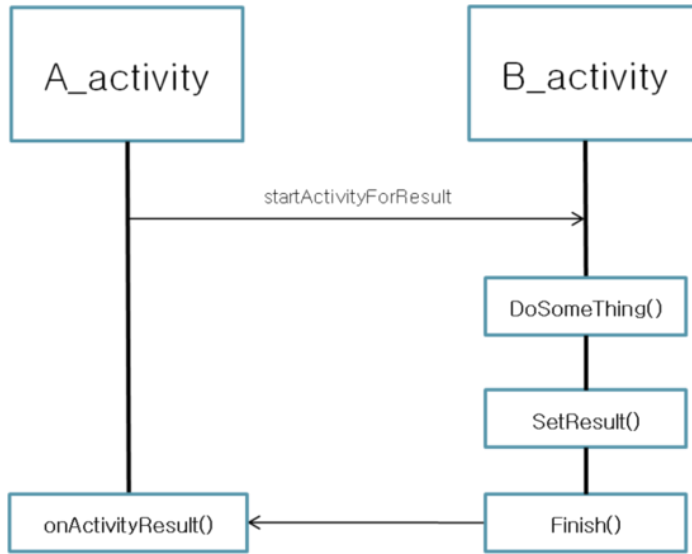 A_activity
B_activity
startActivityForResult
DoSomeThing()
SetResult()
onActivityResult()
Finish()